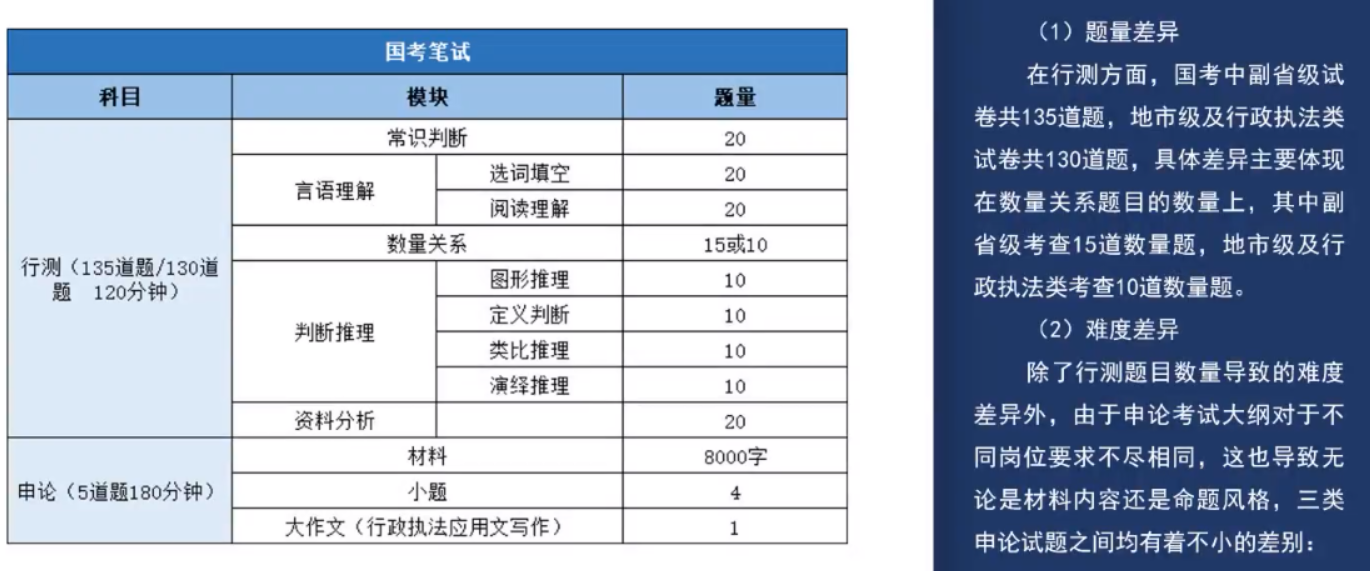 国考笔试
科目 模块 题量
行测（135道题/130道
题 120分钟）
常识判断 20
言语理解 选词填空 20
阅读理解 20
数量关系 15或10
判断推理 图形推理 10
定义判断 10
类比推理 10
演绎推理 10
资料分析 20
申论（5道题180分钟） 材料 8000字
小题 4
大作文（行政执法应用文写作） 1
（1）题量差异
在行测方面，国考中副省级试
卷共135道题，地市级及行政执法类
试卷共130道题，具体差异主要体现
在数量关系题目的数量上，其中副
省级考查15道数量题，地市级及行
政执法类考查10道数量题。
（2）难度差异
除了行测题目数量导致的难度
差异外，由于申论考试大纲对于不
同岗位要求不尽相同，这也导致无
论是材料内容还是命题风格，三类
申论试题之间均有着不小的差别：